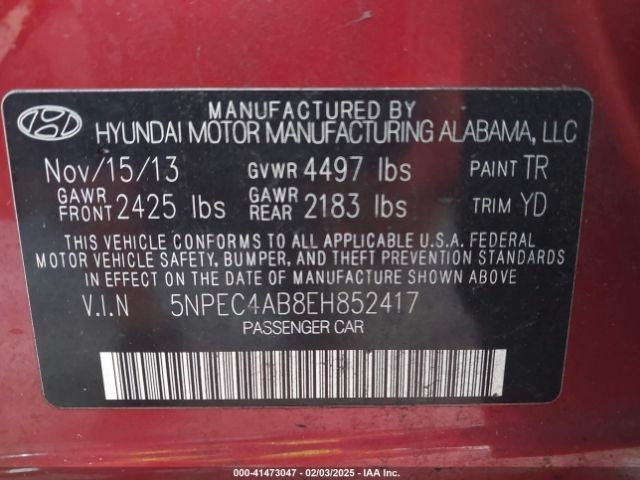 MANUFACTURED BY
HYUNDAI MOTOR MANUFACTURING ALABAMA, LLC
Nov/15/13 GVWR 4497 lbs PAINT TR
GAWR FRONT 2425 lbs GAWR REAR 2183 lbs TRIM YD
THIS VEHICLE CONFORMS TO ALL APPLICABLE U.S.A. FEDERAL
MOTOR VEHICLE SAFETY, BUMPER, AND THEFT PREVENTION STANDARDS
IN EFFECT ON THE DATE OF MANUFACTURE SHOWN ABOVE
V.I.N 5NPEC4AB8EH852417
PASSENGER CAR
© 41473047 - 02/03/2025 - IAA Inc.